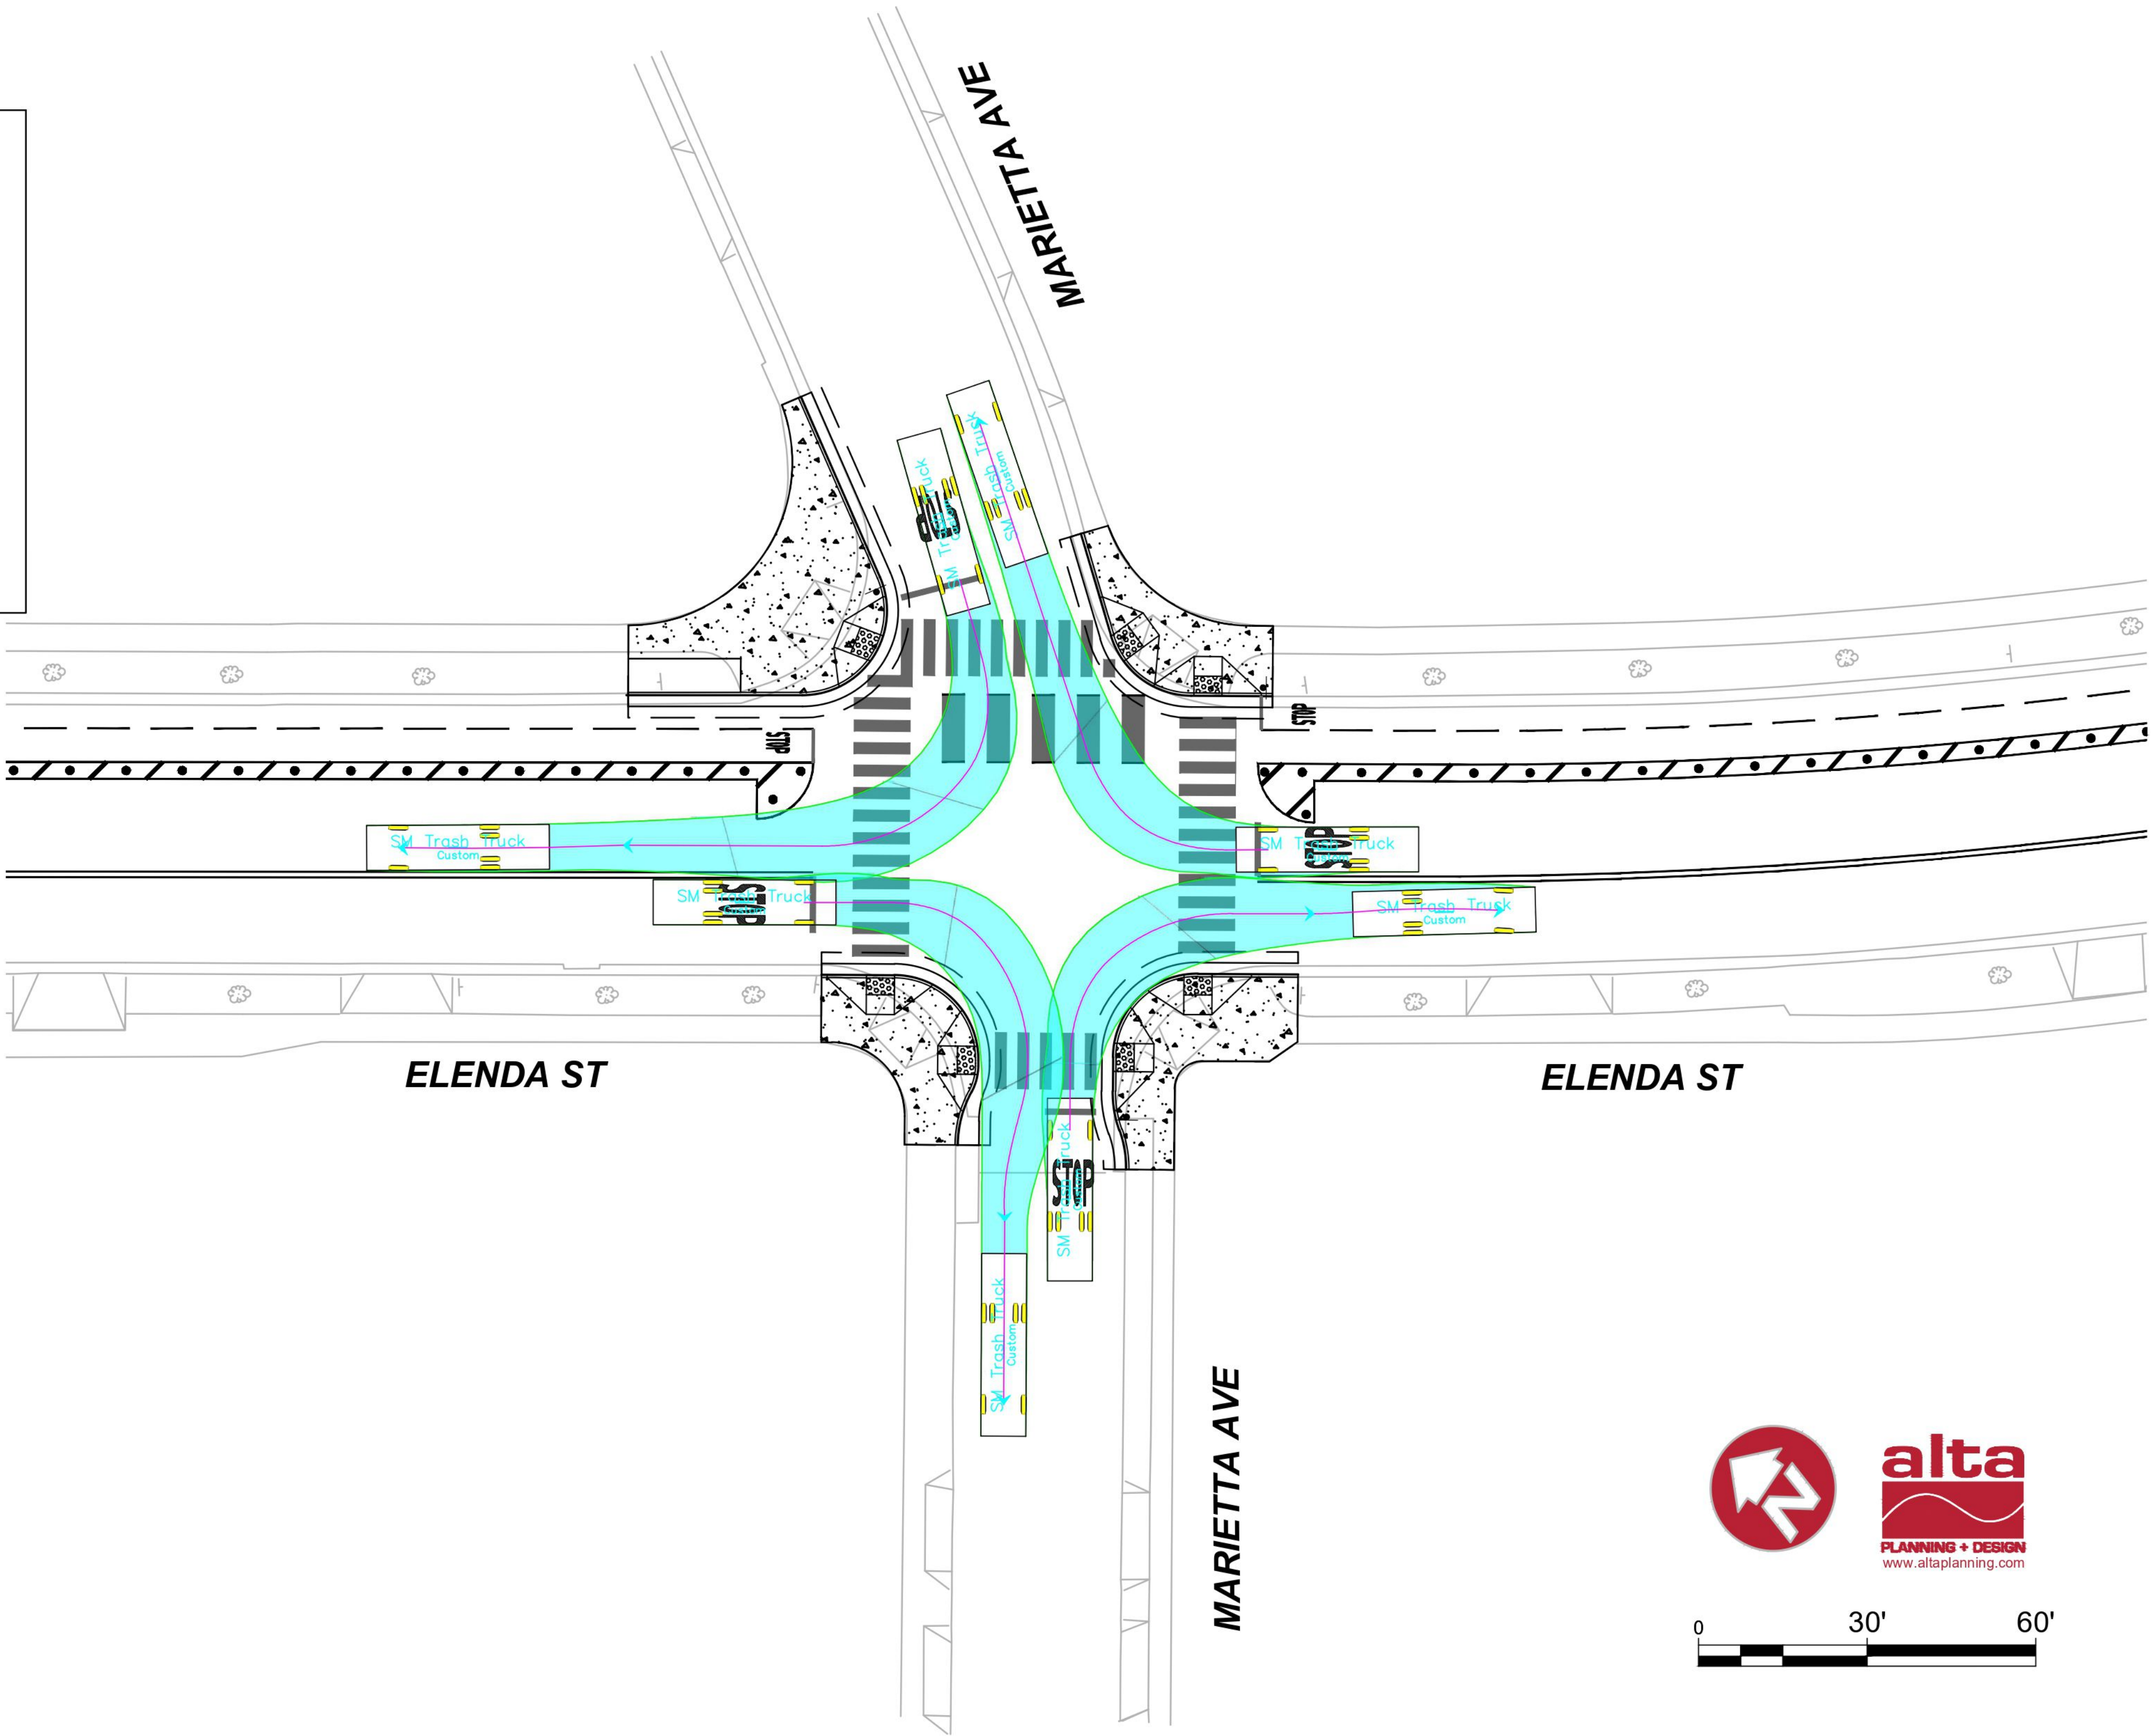 MARIETTA AVE
SM Trash Truck
Custom
STOP
SM Trash Truck
Custom
STOP
STOP
SM Trash Truck
Custom
SM Trash Truck
Custom
STOP
SM Trash Truck
Custom
STOP
SM Trash Truck
Custom
ELENDA ST
ELENDA ST
SM Trash Truck
Custom
STOP
SM Trash Truck
Custom
MARIETTA AVE
N
alta
PLANNING + DESIGN
www.altaplanning.com
0 30' 60'